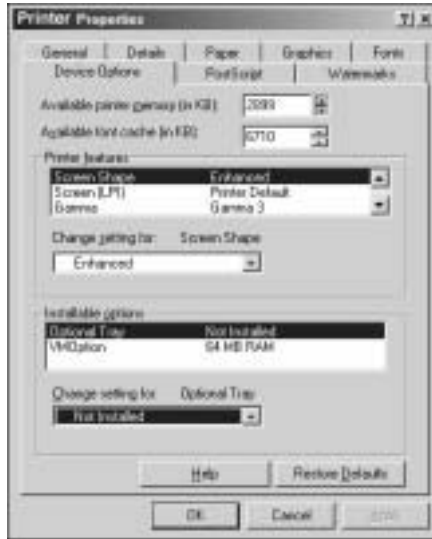 Printer Properties
General Details Paper Graphics Fonts
Device Options PostScript Watermarks
Available printer memory (in KB):
Available font cache (in KB): 6710
Printer features
Screen Shape Enhanced
Screen (LPI) Printer Default
Gamma Gamma 3
Change setting for: Screen Shape
Enhanced
Installable options
Optional Tray Not Installed
VMOption 64 MB RAM
Change setting for: Optional Tray
Not Installed
Help Restore Defaults
OK Cancel